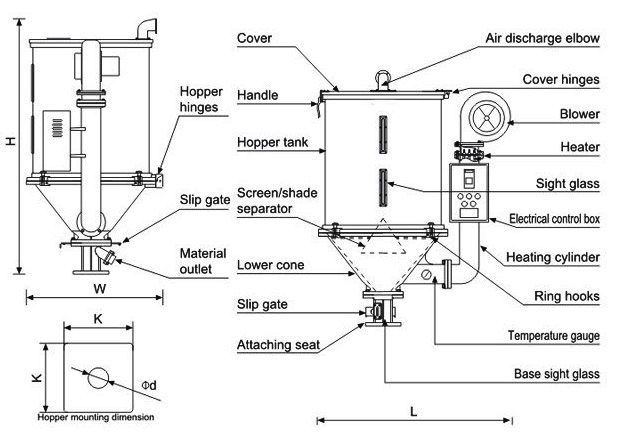 H
Hopper
hinges
Slip gate
Material
outlet
W
K
K
Φd
Hopper mounting dimension
Cover
Handle
Hopper tank
Screen/shade
separator
Lower cone
Slip gate
Attaching seat
Air discharge elbow
Cover hinges
Blower
Heater
Sight glass
Electrical control box
Heating cylinder
Ring hooks
Temperature gauge
Base sight glass
L